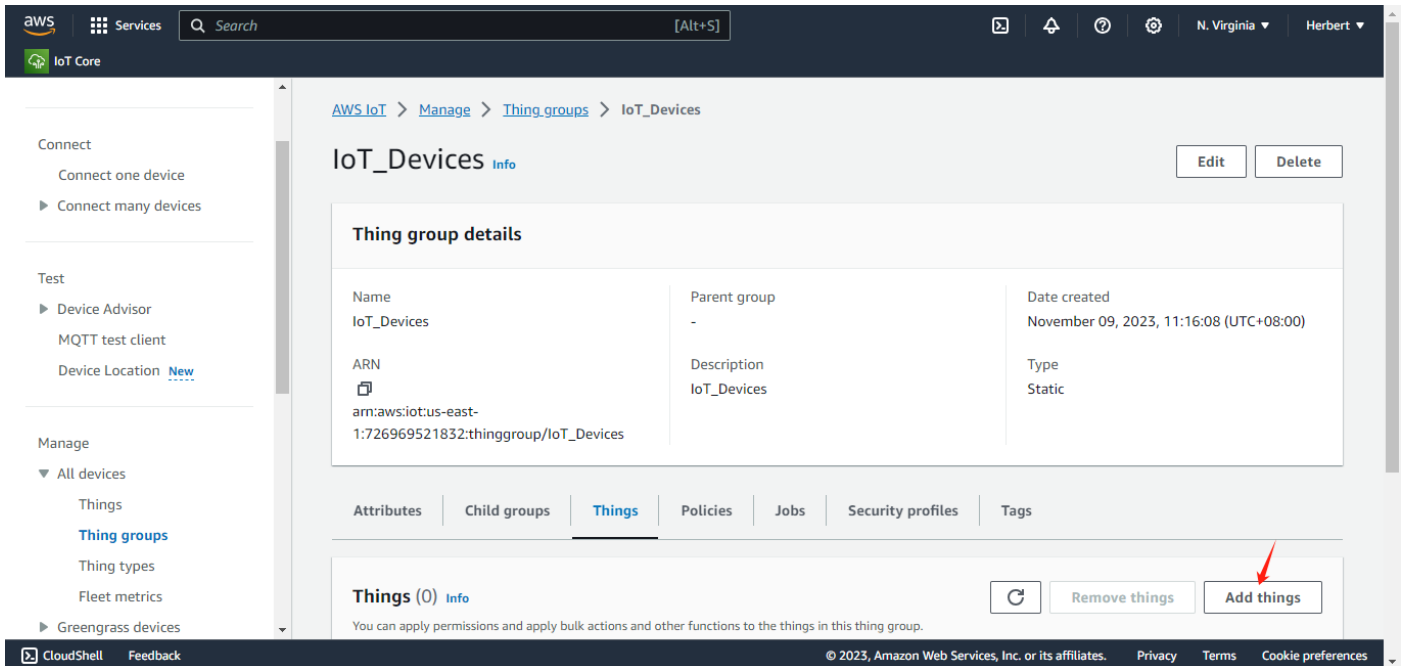 aws
Services
Search
[Alt+S]
N. Virginia
Herbert
IoT Core
Connect
Connect one device
Connect many devices
Test
Device Advisor
MQTT test client
Device Location New
Manage
All devices
Things
Thing groups
Thing types
Fleet metrics
Greengrass devices
AWS IoT > Manage > Thing groups > IoT_Devices
IoT_Devices Info
Edit
Delete
Thing group details
Name
IoT_Devices
ARN
arn:aws:iot:us-east-
1:726969521832:thinggroup/IoT_Devices
Parent group
-
Description
IoT_Devices
Date created
November 09, 2023, 11:16:08 (UTC+08:00)
Type
Static
Attributes
Child groups
Things
Policies
Jobs
Security profiles
Tags
Things (0) Info
Remove things
Add things
You can apply permissions and apply bulk actions and other functions to the things in this thing group.
CloudShell
Feedback
© 2023, Amazon Web Services, Inc. or its affiliates.
Privacy
Terms
Cookie preferences